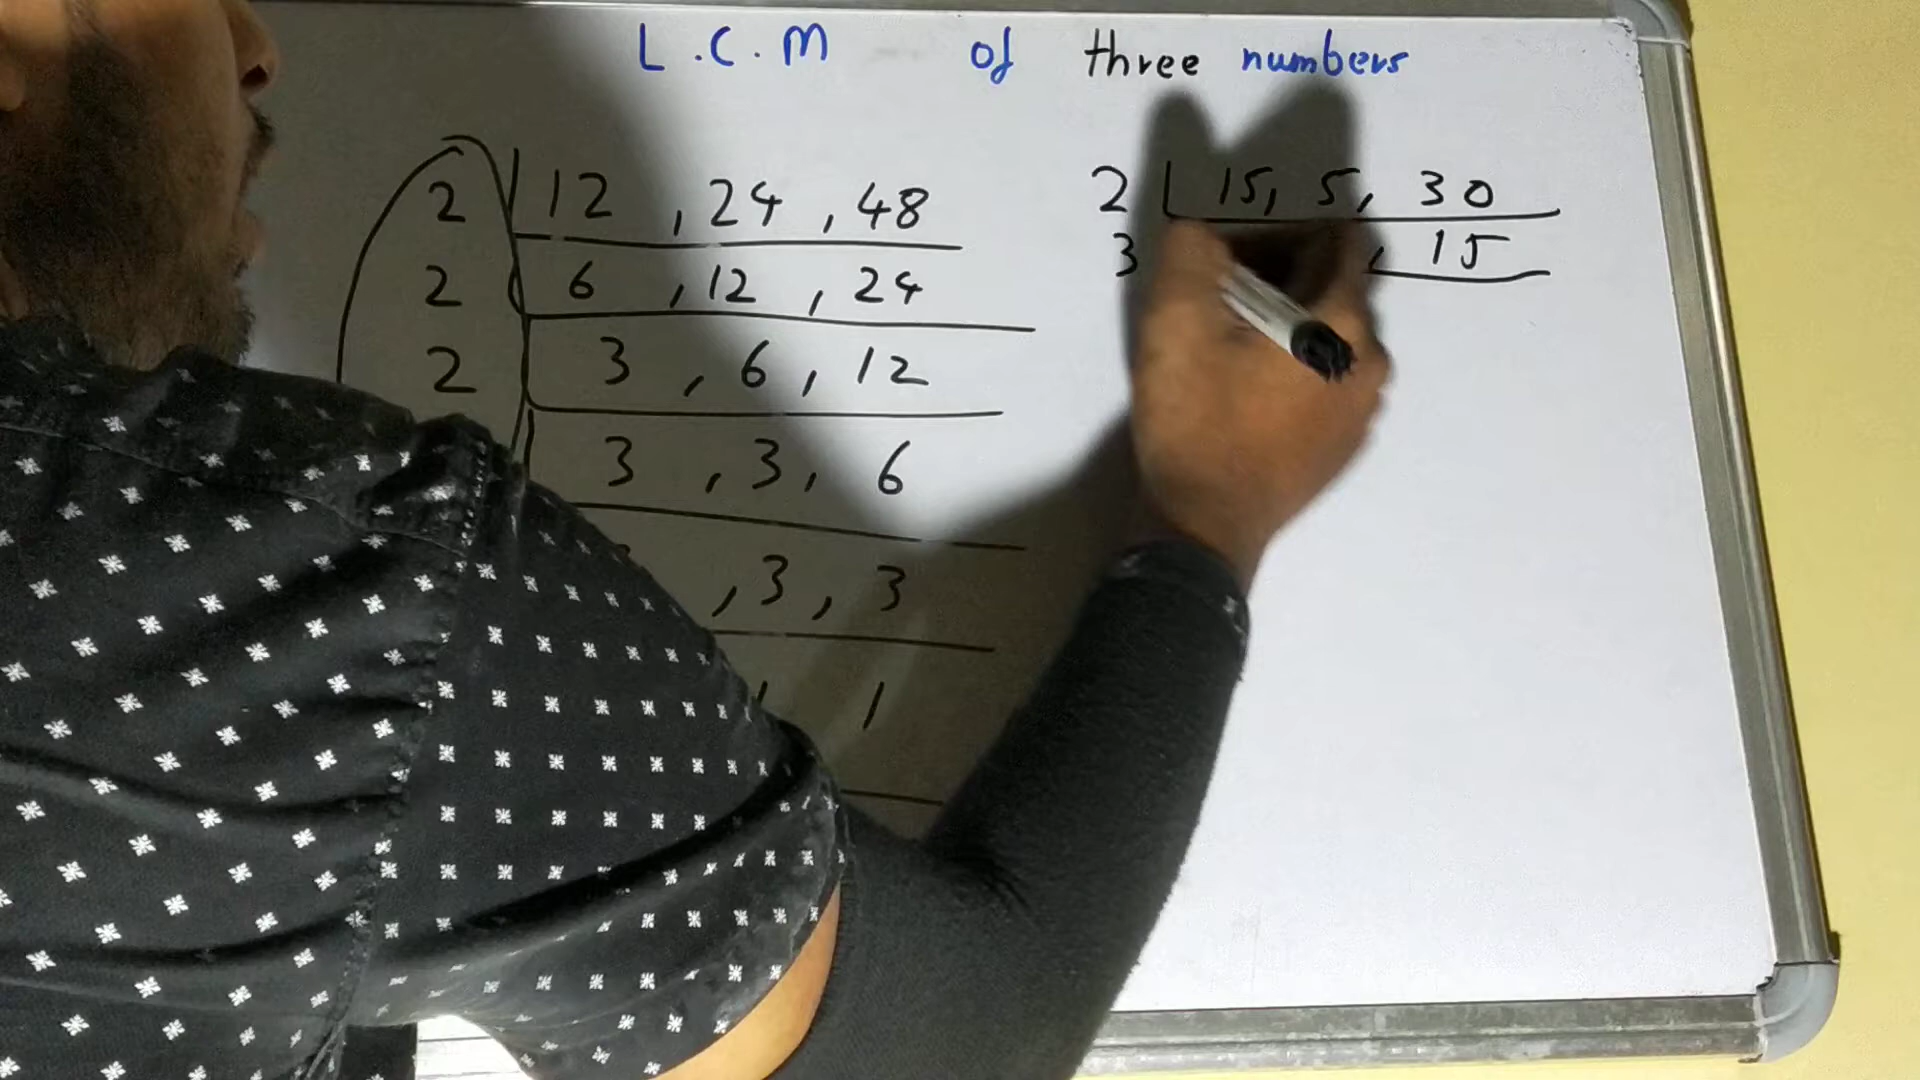 L.C.M of three numbers
2 12 , 24 , 48
2 6 , 12 , 24
2 3 , 6 , 12
3 , 3 , 6
, 3 , 3
1
2 15, 5, 30
3 , 15